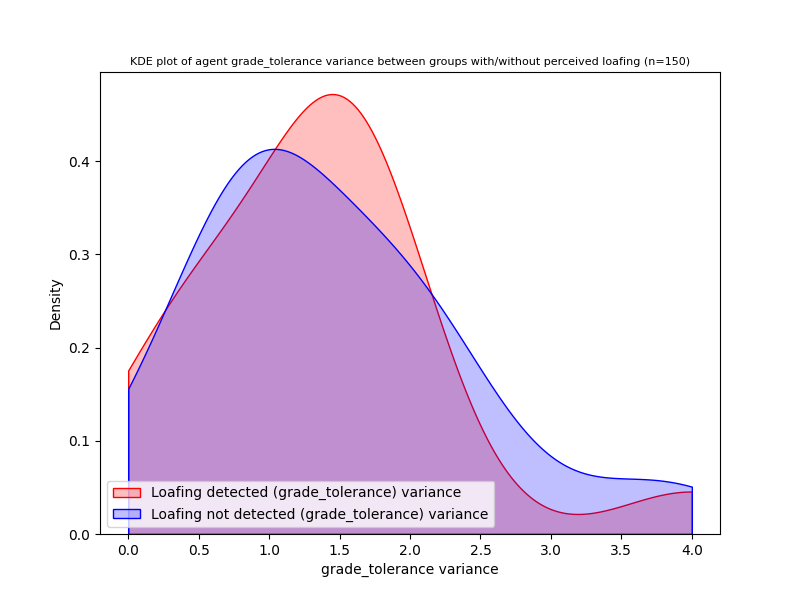 KDE plot of agent grade_tolerance variance between groups with/without perceived loafing (n=150)
Density
0.4
0.3
0.2
0.1
0.0
Loafing detected (grade_tolerance) variance
Loafing not detected (grade_tolerance) variance
0.0 0.5 1.0 1.5 2.0 2.5 3.0 3.5 4.0
grade_tolerance variance